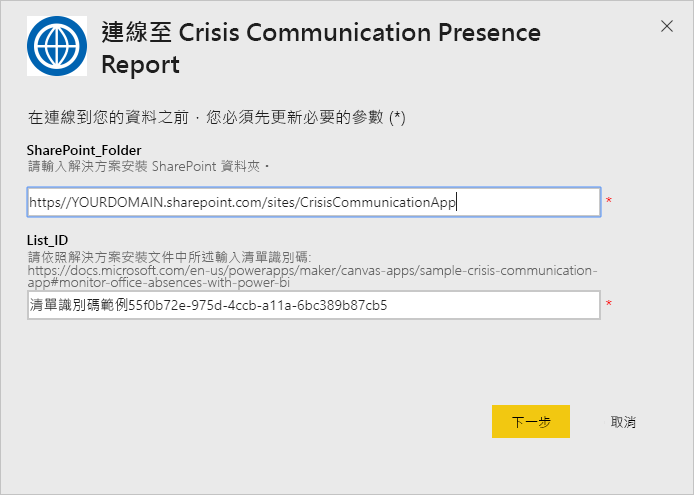 連線至 Crisis Communication Presence
Report
在連線到您的資料之前，您必須先更新必要的參數 (*)
SharePoint_Folder
請輸入解決方案安裝 SharePoint 資料夾。
https//YOURDOMAIN.sharepoint.com/sites/CrisisCommunicationApp *
List_ID
請依照解決方案安裝文件中所述輸入清單識別碼:
https://docs.microsoft.com/en-us/powerapps/maker/canvas-apps/sample-crisis-communication-
app#monitor-office-absences-with-power-bi
清單識別碼範例55f0b72e-975d-4ccb-a11a-6bc389b87cb5 *
下一步 取消